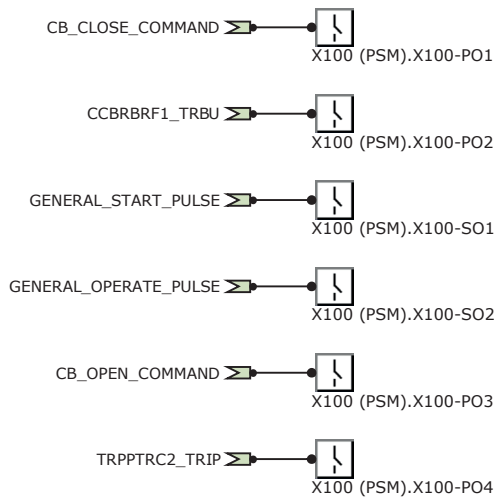 CB_CLOSE_COMMAND
X100 (PSM).X100-PO1
CCBRBRF1_TRBU
X100 (PSM).X100-PO2
GENERAL_START_PULSE
X100 (PSM).X100-SO1
GENERAL_OPERATE_PULSE
X100 (PSM).X100-SO2
CB_OPEN_COMMAND
X100 (PSM).X100-PO3
TRPPTRC2_TRIP
X100 (PSM).X100-PO4